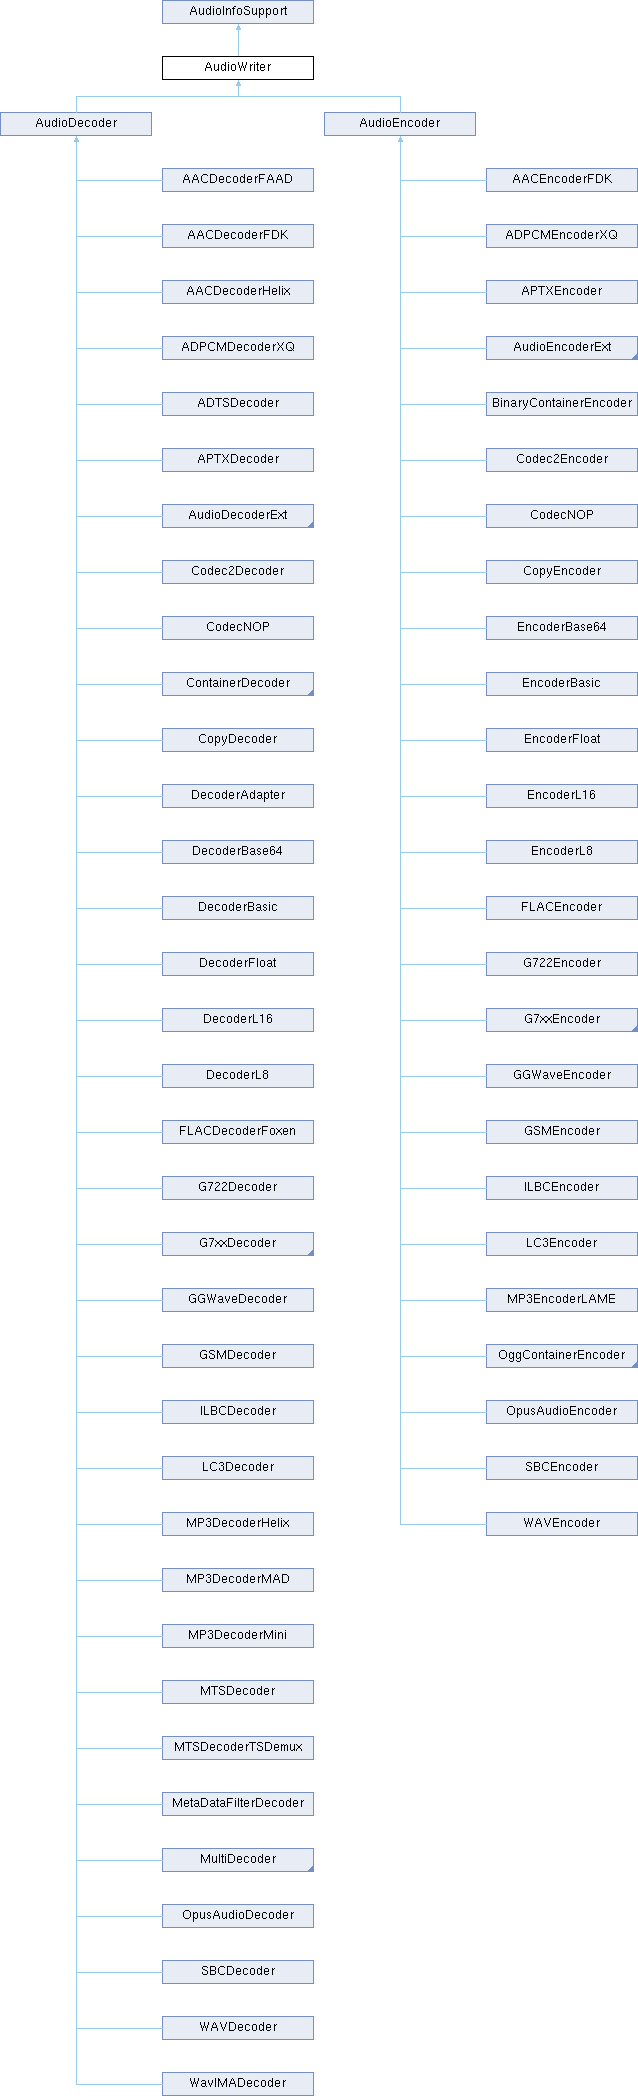 AudioInfoSupport
AudioWriter
AudioDecoder
AudioEncoder
AACDecoderFAAD
AACEncoderFDK
AACDecoderFDK
ADPCMEncoderXQ
AACDecoderHelix
APTXEncoder
ADPCMDecoderXQ
AudioEncoderExt
ADTSDecoder
BinaryContainerEncoder
APTXDecoder
Codec2Encoder
AudioDecoderExt
CodecNOP
Codec2Decoder
CopyEncoder
CodecNOP
EncoderBase64
ContainerDecoder
EncoderBasic
CopyDecoder
EncoderFloat
DecoderAdapter
EncoderL16
DecoderBase64
EncoderL8
DecoderBasic
FLACEncoder
DecoderFloat
G722Encoder
DecoderL16
G7xxEncoder
DecoderL8
GGWaveEncoder
FLACDecoderFoxen
GSMEncoder
G722Decoder
ILBCEncoder
G7xxDecoder
LC3Encoder
GGWaveDecoder
MP3EncoderLAME
GSMDecoder
OggContainerEncoder
ILBCDecoder
OpusAudioEncoder
LC3Decoder
SBCEncoder
MP3DecoderHelix
WAVEncoder
MP3DecoderMAD
MP3DecoderMini
MTSDecoder
MTSDecoderTSDemux
MetaDataFilterDecoder
MultiDecoder
OpusAudioDecoder
SBCDecoder
WAVDecoder
WavIMADecoder